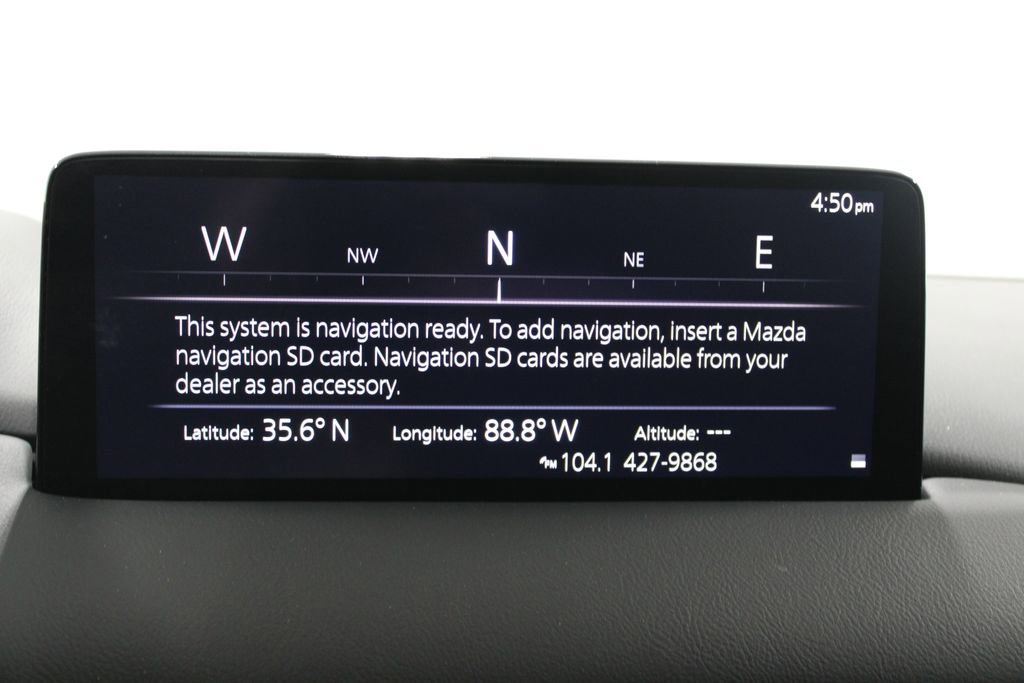 4:50pm
W NW N NE E
This system is navigation ready. To add navigation, insert a Mazda
navigation SD card. Navigation SD cards are available from your
dealer as an accessory.
Latitude: 35.6° N Longitude: 88.8° W Altitude: ---
FM 104.1 427-9868